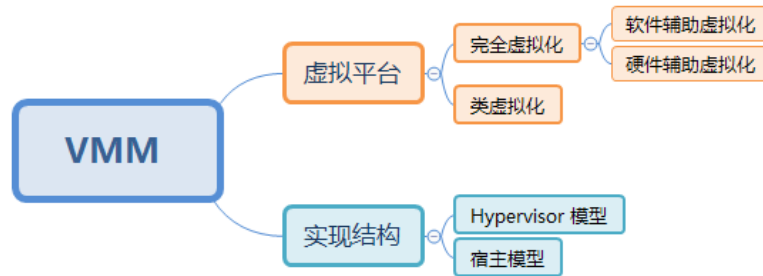 VMM
虚拟平台
完全虚拟化
软件辅助虚拟化
硬件辅助虚拟化
类虚拟化
实现结构
Hypervisor 模型
宿主模型